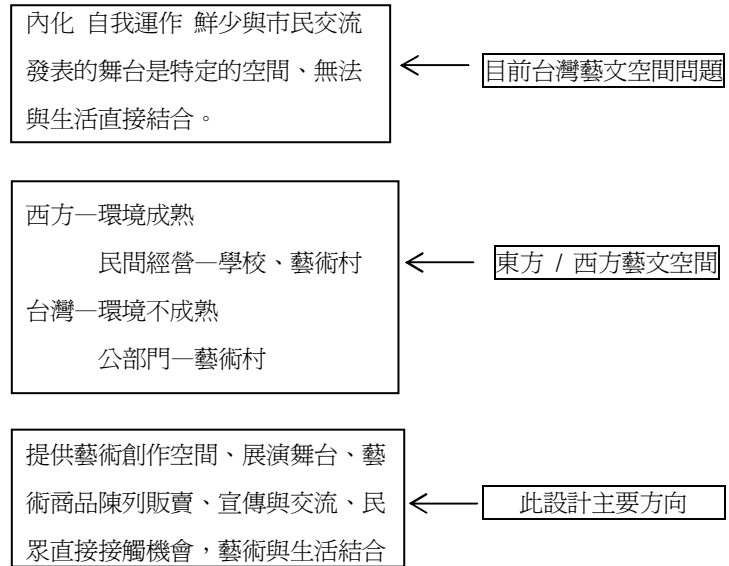 內化 自我運作 鮮少與市民交流
發表的舞台是特定的空間、無法
與生活直接結合。
目前台灣藝文空間問題
西方—環境成熟
民間經營—學校、藝術村
台灣—環境不成熟
公部門—藝術村
東方 / 西方藝文空間
提供藝術創作空間、展演舞台、藝
術商品陳列販賣、宣傳與交流、民
眾直接接觸機會，藝術與生活結合
此設計主要方向